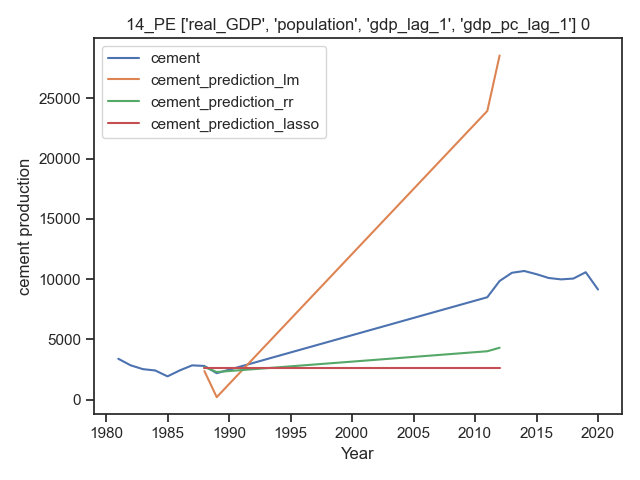 14_PE ['real_GDP', 'population', 'gdp_lag_1', 'gdp_pc_lag_1'] 0
cement
cement_prediction_lm
cement_prediction_rr
cement_prediction_lasso
25000
20000
15000
10000
5000
0
cement production
1980 1985 1990 1995 2000 2005 2010 2015 2020
Year